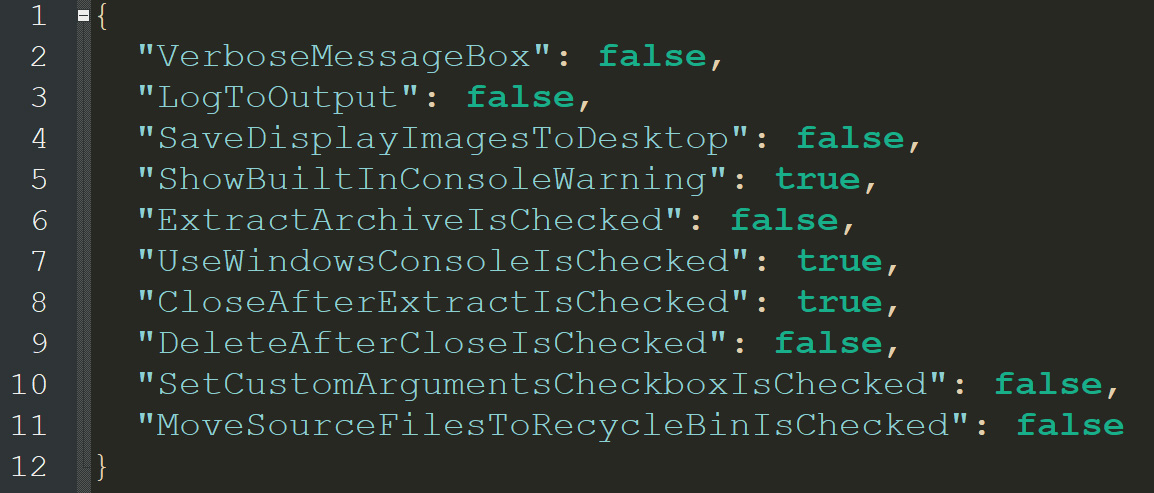 1 {
2 "VerboseMessageBox": false,
3 "LogToOutput": false,
4 "SaveDisplayImagesToDesktop": false,
5 "ShowBuiltInConsoleWarning": true,
6 "ExtractArchiveIsChecked": false,
7 "UseWindowsConsoleIsChecked": true,
8 "CloseAfterExtractIsChecked": true,
9 "DeleteAfterCloseIsChecked": false,
10 "SetCustomArgumentsCheckboxIsChecked": false,
11 "MoveSourceFilesToRecycleBinIsChecked": false
12 }